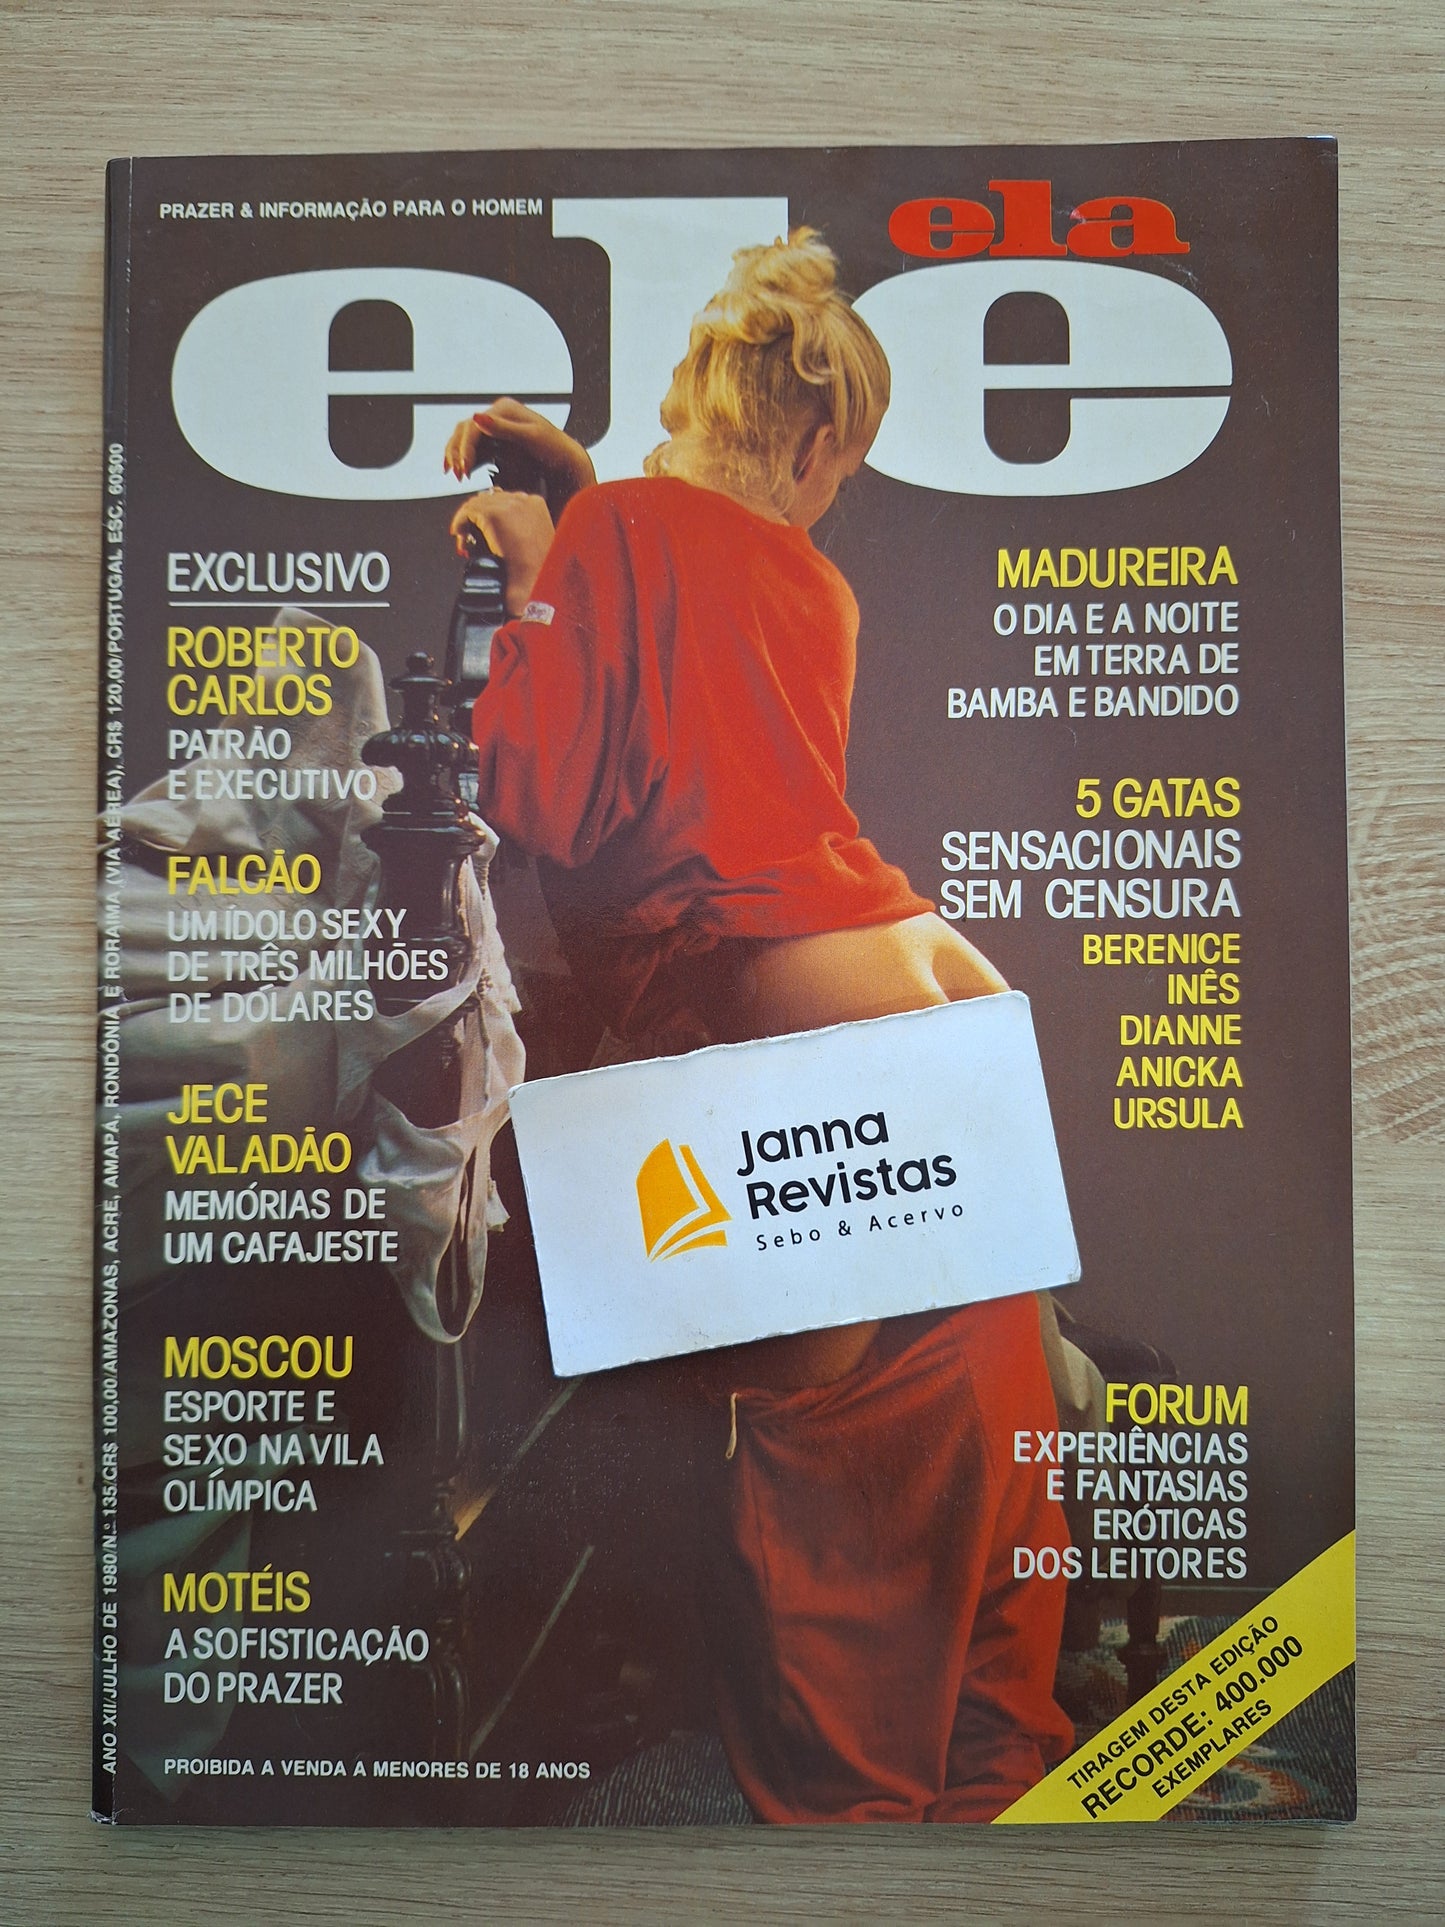 PRAZER & INFORMAÇÃO PARA O HOMEM
ela
ele
EXCLUSIVO
ROBERTO
CARLOS
PATRÃO
E EXECUTIVO
FALCÃO
UM ÍDOLO SEXY
DE TRÊS MILHÕES
DE DÓLARES
JECE
VALADÃO
MEMÓRIAS DE
UM CAFAJESTE
MOSCOU
ESPORTE E
SEXO NA VILA
OLÍMPICA
MOTÉIS
A SOFISTICAÇÃO
DO PRAZER
PROIBIDA A VENDA A MENORES DE 18 ANOS
MADUREIRA
O DIA E A NOITE
EM TERRA DE
BAMBA E BANDIDO
5 GATAS
SENSACIONAIS
SEM CENSURA
BERENICE
INÊS
DIANNE
ANICKA
URSULA
Janna
Revistas
Sebo & Acervo
FORUM
EXPERIÊNCIAS
E FANTASIAS
ERÓTICAS
DOS LEITORES
TIRAGEM DESTA EDIÇÃO
RECORDE: 400.000
EXEMPLARES
ANO XII/JULHO DE 1980/N.º 135/CR$ 100,00/AMAZONAS, ACRE, AMAPÁ, RONDÔNIA E RORAIMA (VIA AÉREA), CR$ 120,00/PORTUGAL ESC. 60$00